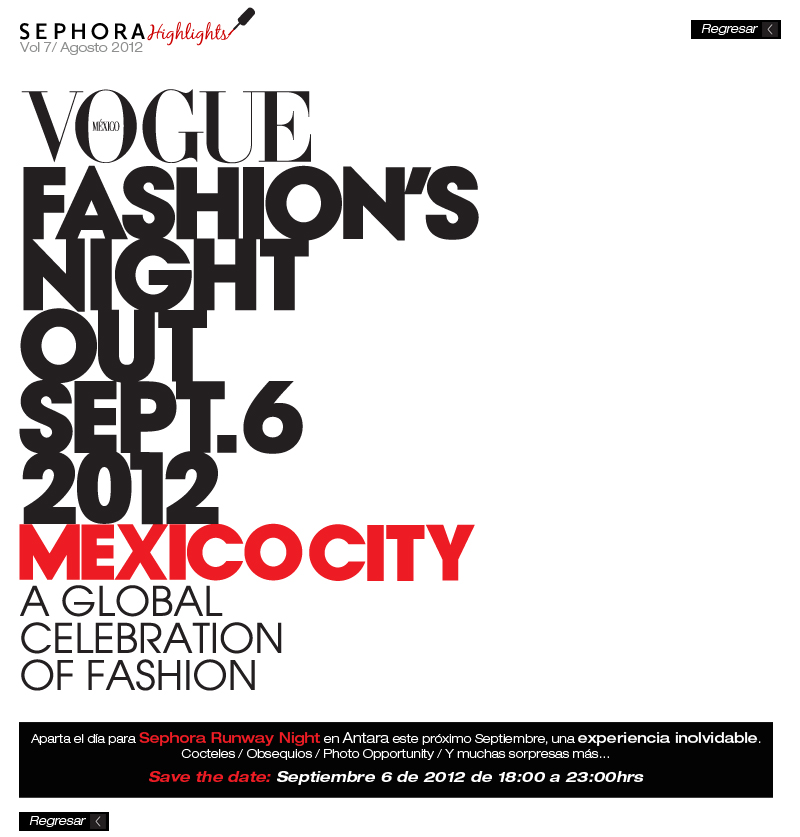 SEPHORA Highlights
Vol 7/ Agosto 2012
Regresar
VOGUE
MÉXICO
FASHION'S
NIGHT
OUT
SEPT. 6
2012
MEXICO CITY
A GLOBAL
CELEBRATION
OF FASHION
Aparta el día para Sephora Runway Night en Antara este próximo Septiembre, una experiencia inolvidable.
Cocteles / Obsequios / Photo Opportunity / Y muchas sorpresas más...
Save the date: Septiembre 6 de 2012 de 18:00 a 23:00hrs
Regresar